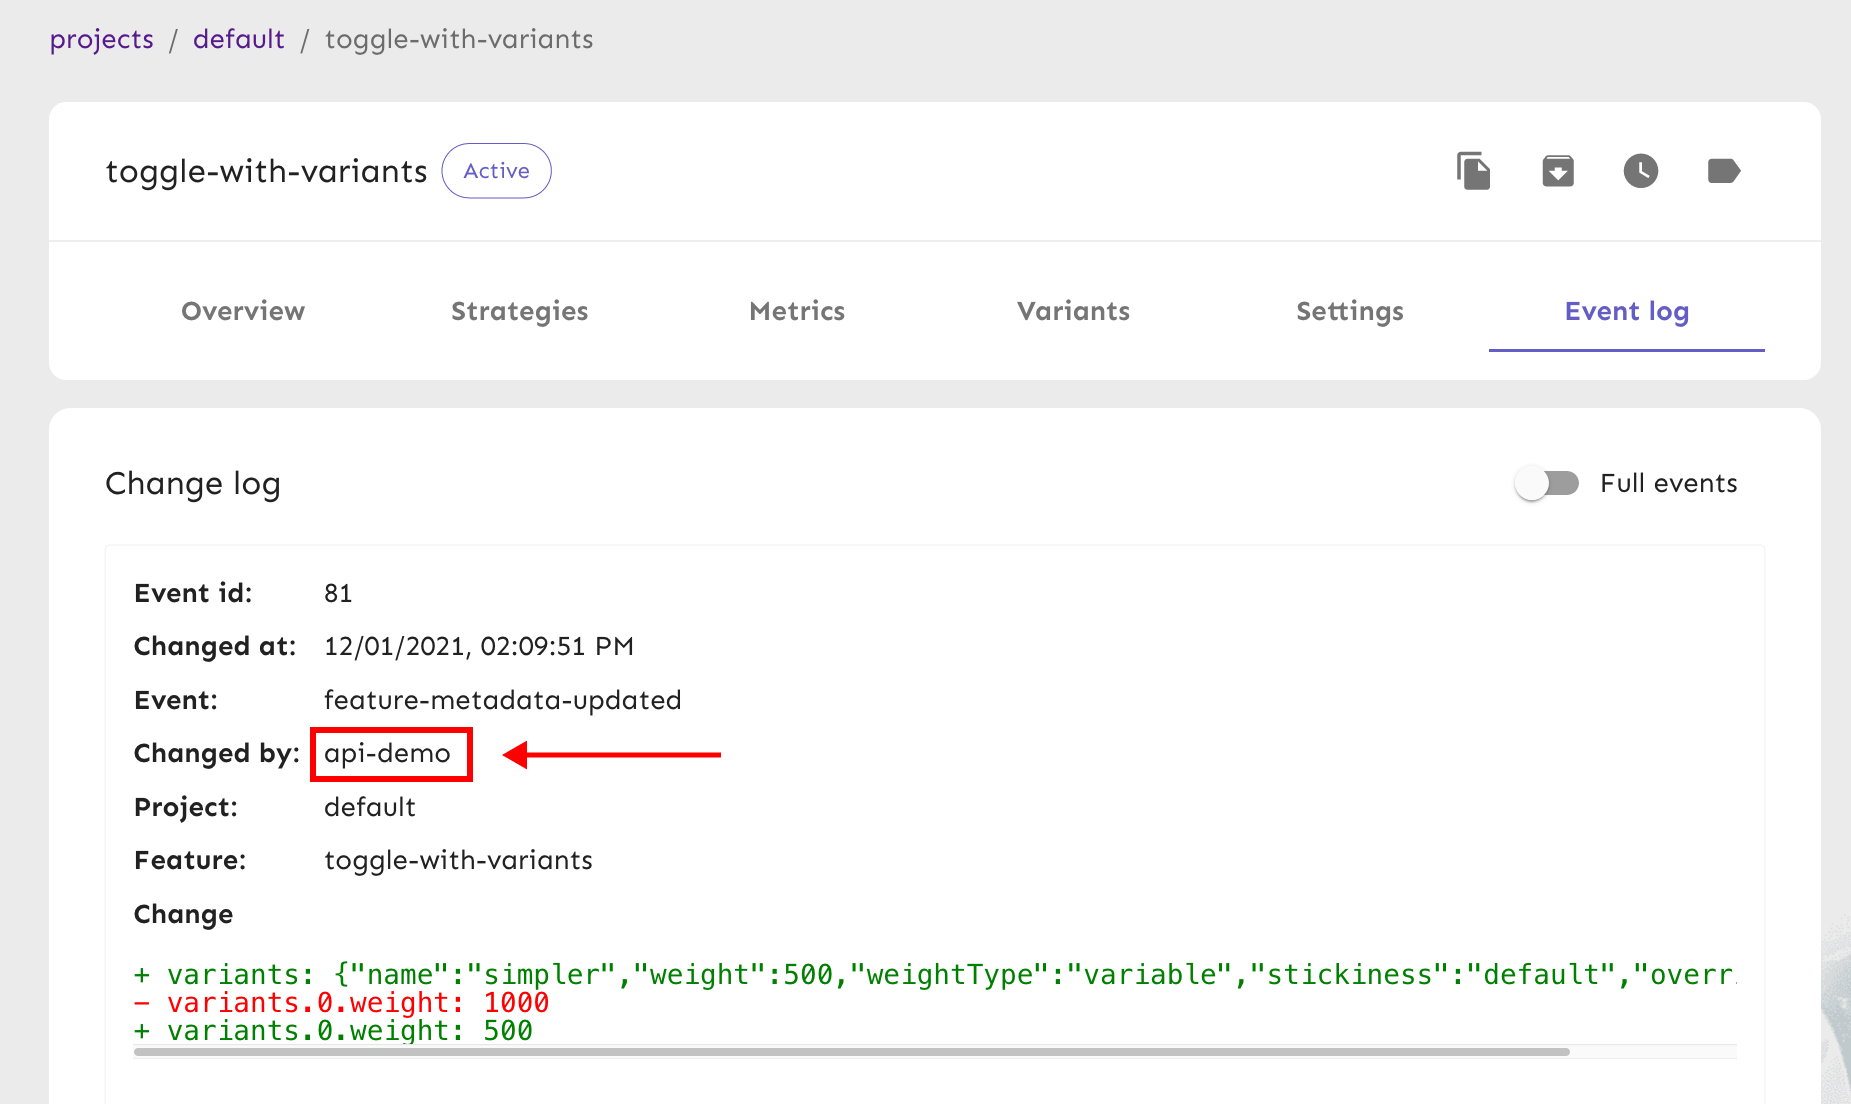 projects / default / toggle-with-variants
toggle-with-variants Active
Overview Strategies Metrics Variants Settings Event log
Change log Full events
Event id: 81
Changed at: 12/01/2021, 02:09:51 PM
Event: feature-metadata-updated
Changed by: api-demo
Project: default
Feature: toggle-with-variants
Change
+ variants: {"name":"simpler","weight":500,"weightType":"variable","stickiness":"default","overr
- variants.0.weight: 1000
+ variants.0.weight: 500